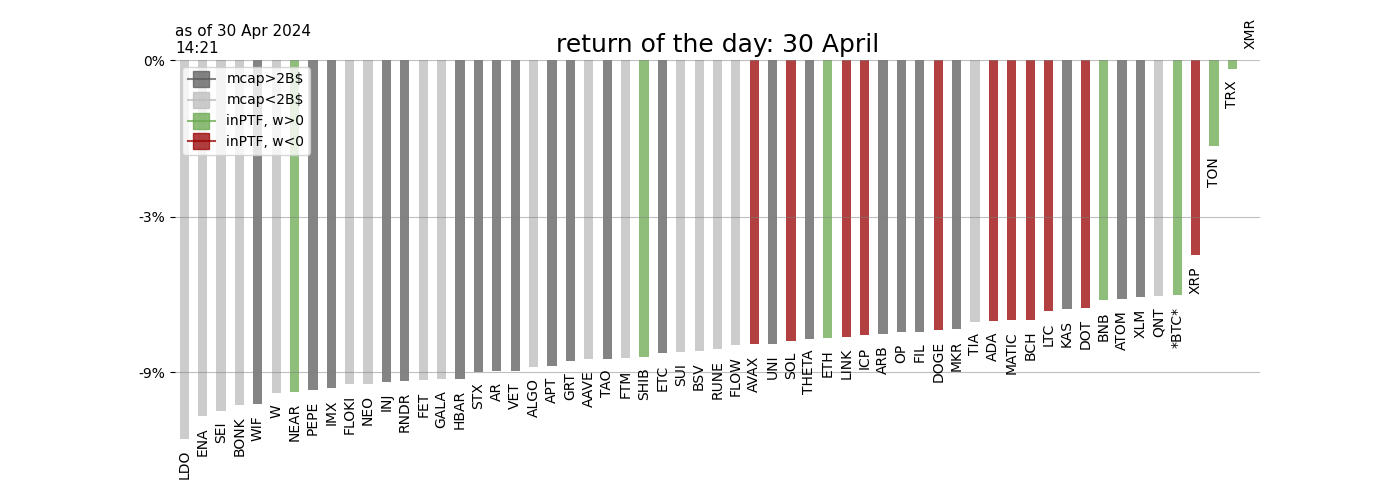 as of 30 Apr 2024
14:21
return of the day: 30 April
XMR
0%
-3%
-9%
mcap>2B$
mcap<2B$
inPTF, w>0
inPTF, w<0
LDO
ENA
SEI
BONK
WIF
W
NEAR
PEPE
IMX
FLOKI
NEO
INJ
RNDR
FET
GALA
HBAR
STX
AR
VET
ALGO
APT
GRT
AAVE
TAO
FTM
SHIB
ETC
SUI
BSV
RUNE
FLOW
AVAX
UNI
SOL
THETA
ETH
LINK
ICP
ARB
OP
FIL
DOGE
MKR
TIA
ADA
MATIC
BCH
LTC
KAS
DOT
BNB
ATOM
XLM
QNT
*BTC*
XRP
TON
TRX